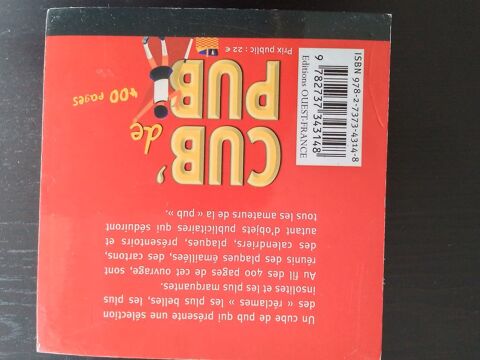 Un cube de pub qui présente une sélection
des « réclames » les plus belles, les plus
insolites et les plus marquantes.
Au fil des 400 pages de cet ouvrage, sont
réunis des plaques émaillées, des cartons,
des calendriers, plaques, présentoirs et
autant d'objets publicitaires qui séduiront
tous les amateurs de la « pub ».
CUB'
de
PUB
400 pages
Prix public : 22 €
ISBN 978-2-7373-4314-8
9 782737 343148
Editions OUEST-FRANCE